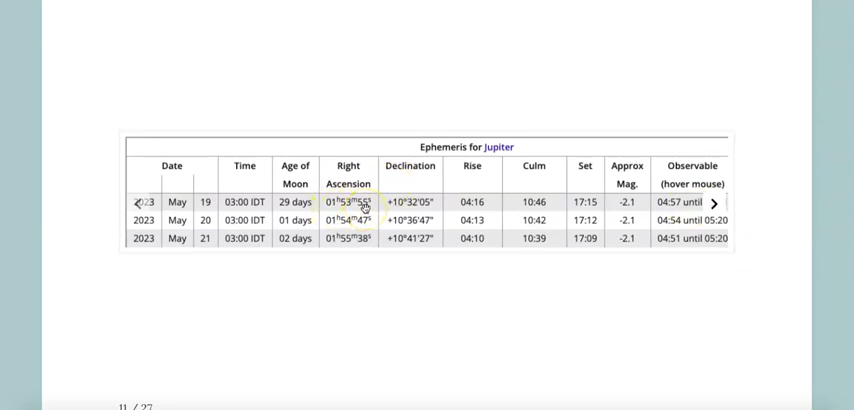 Ephemeris for Jupiter
Date Time Age of Moon Right Ascension Declination Rise Culm Set Approx Mag. Observable (hover mouse)
2023 May 19 03:00 IDT 29 days 01h53m55s +10°32'05" 04:16 10:46 17:15 -2.1 04:57 until
2023 May 20 03:00 IDT 01 days 01h54m47s +10°36'47" 04:13 10:42 17:12 -2.1 04:54 until 05:20
2023 May 21 03:00 IDT 02 days 01h55m38s +10°41'27" 04:10 10:39 17:09 -2.1 04:51 until 05:20
11 / 27